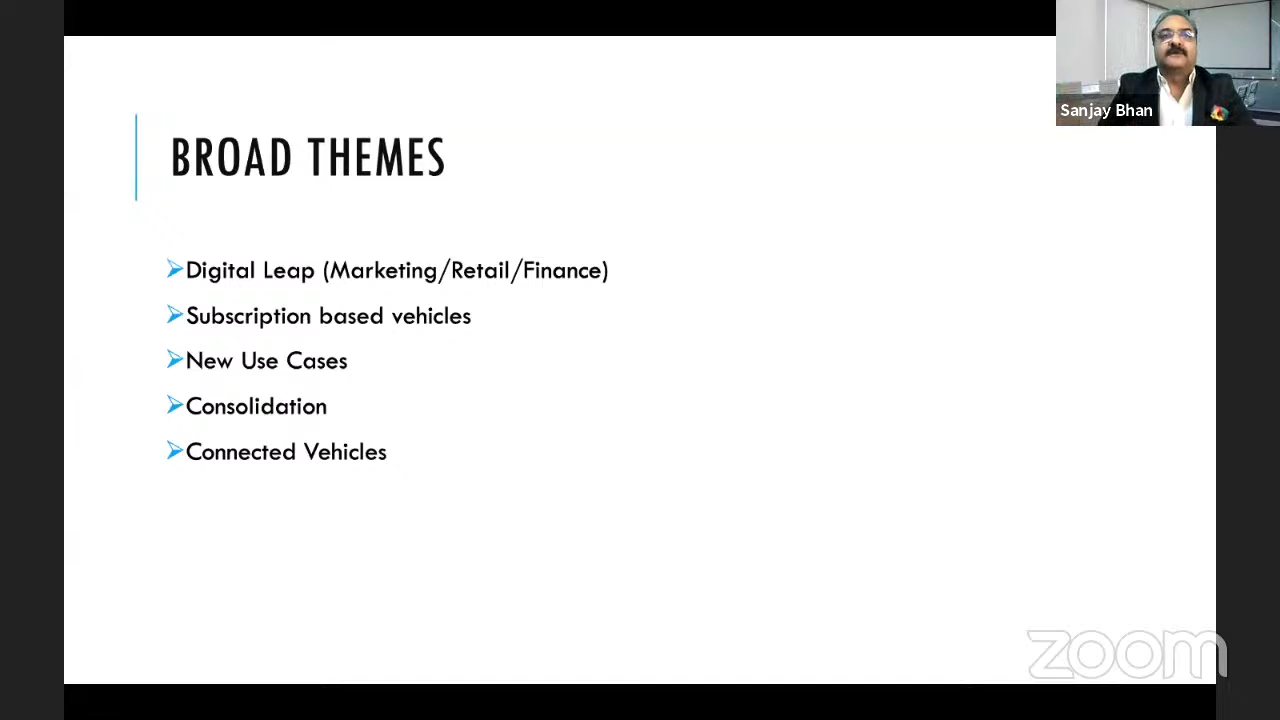 Sanjay Bhan
BROAD THEMES
Digital Leap (Marketing/Retail/Finance)
Subscription based vehicles
New Use Cases
Consolidation
Connected Vehicles
zoom